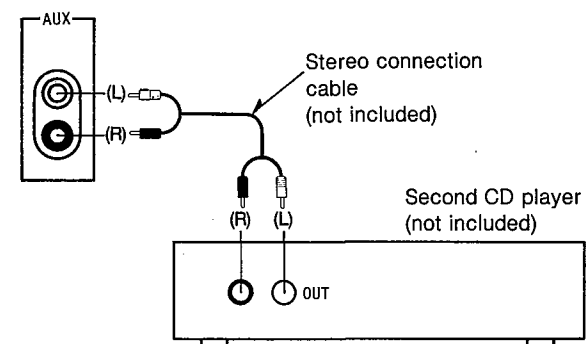 AUX
Stereo connection
cable
(not included)
(L)
(R)
Second CD player
(not included)
(R) (L)
OUT